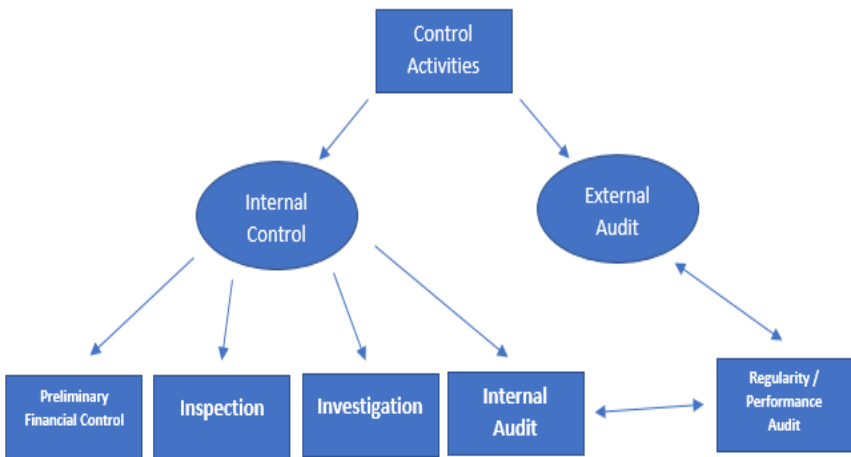 Control
Activities
Internal
Control
External
Audit
Preliminary
Financial Control
Inspection
Investigation
Internal
Audit
Regularity /
Performance
Audit